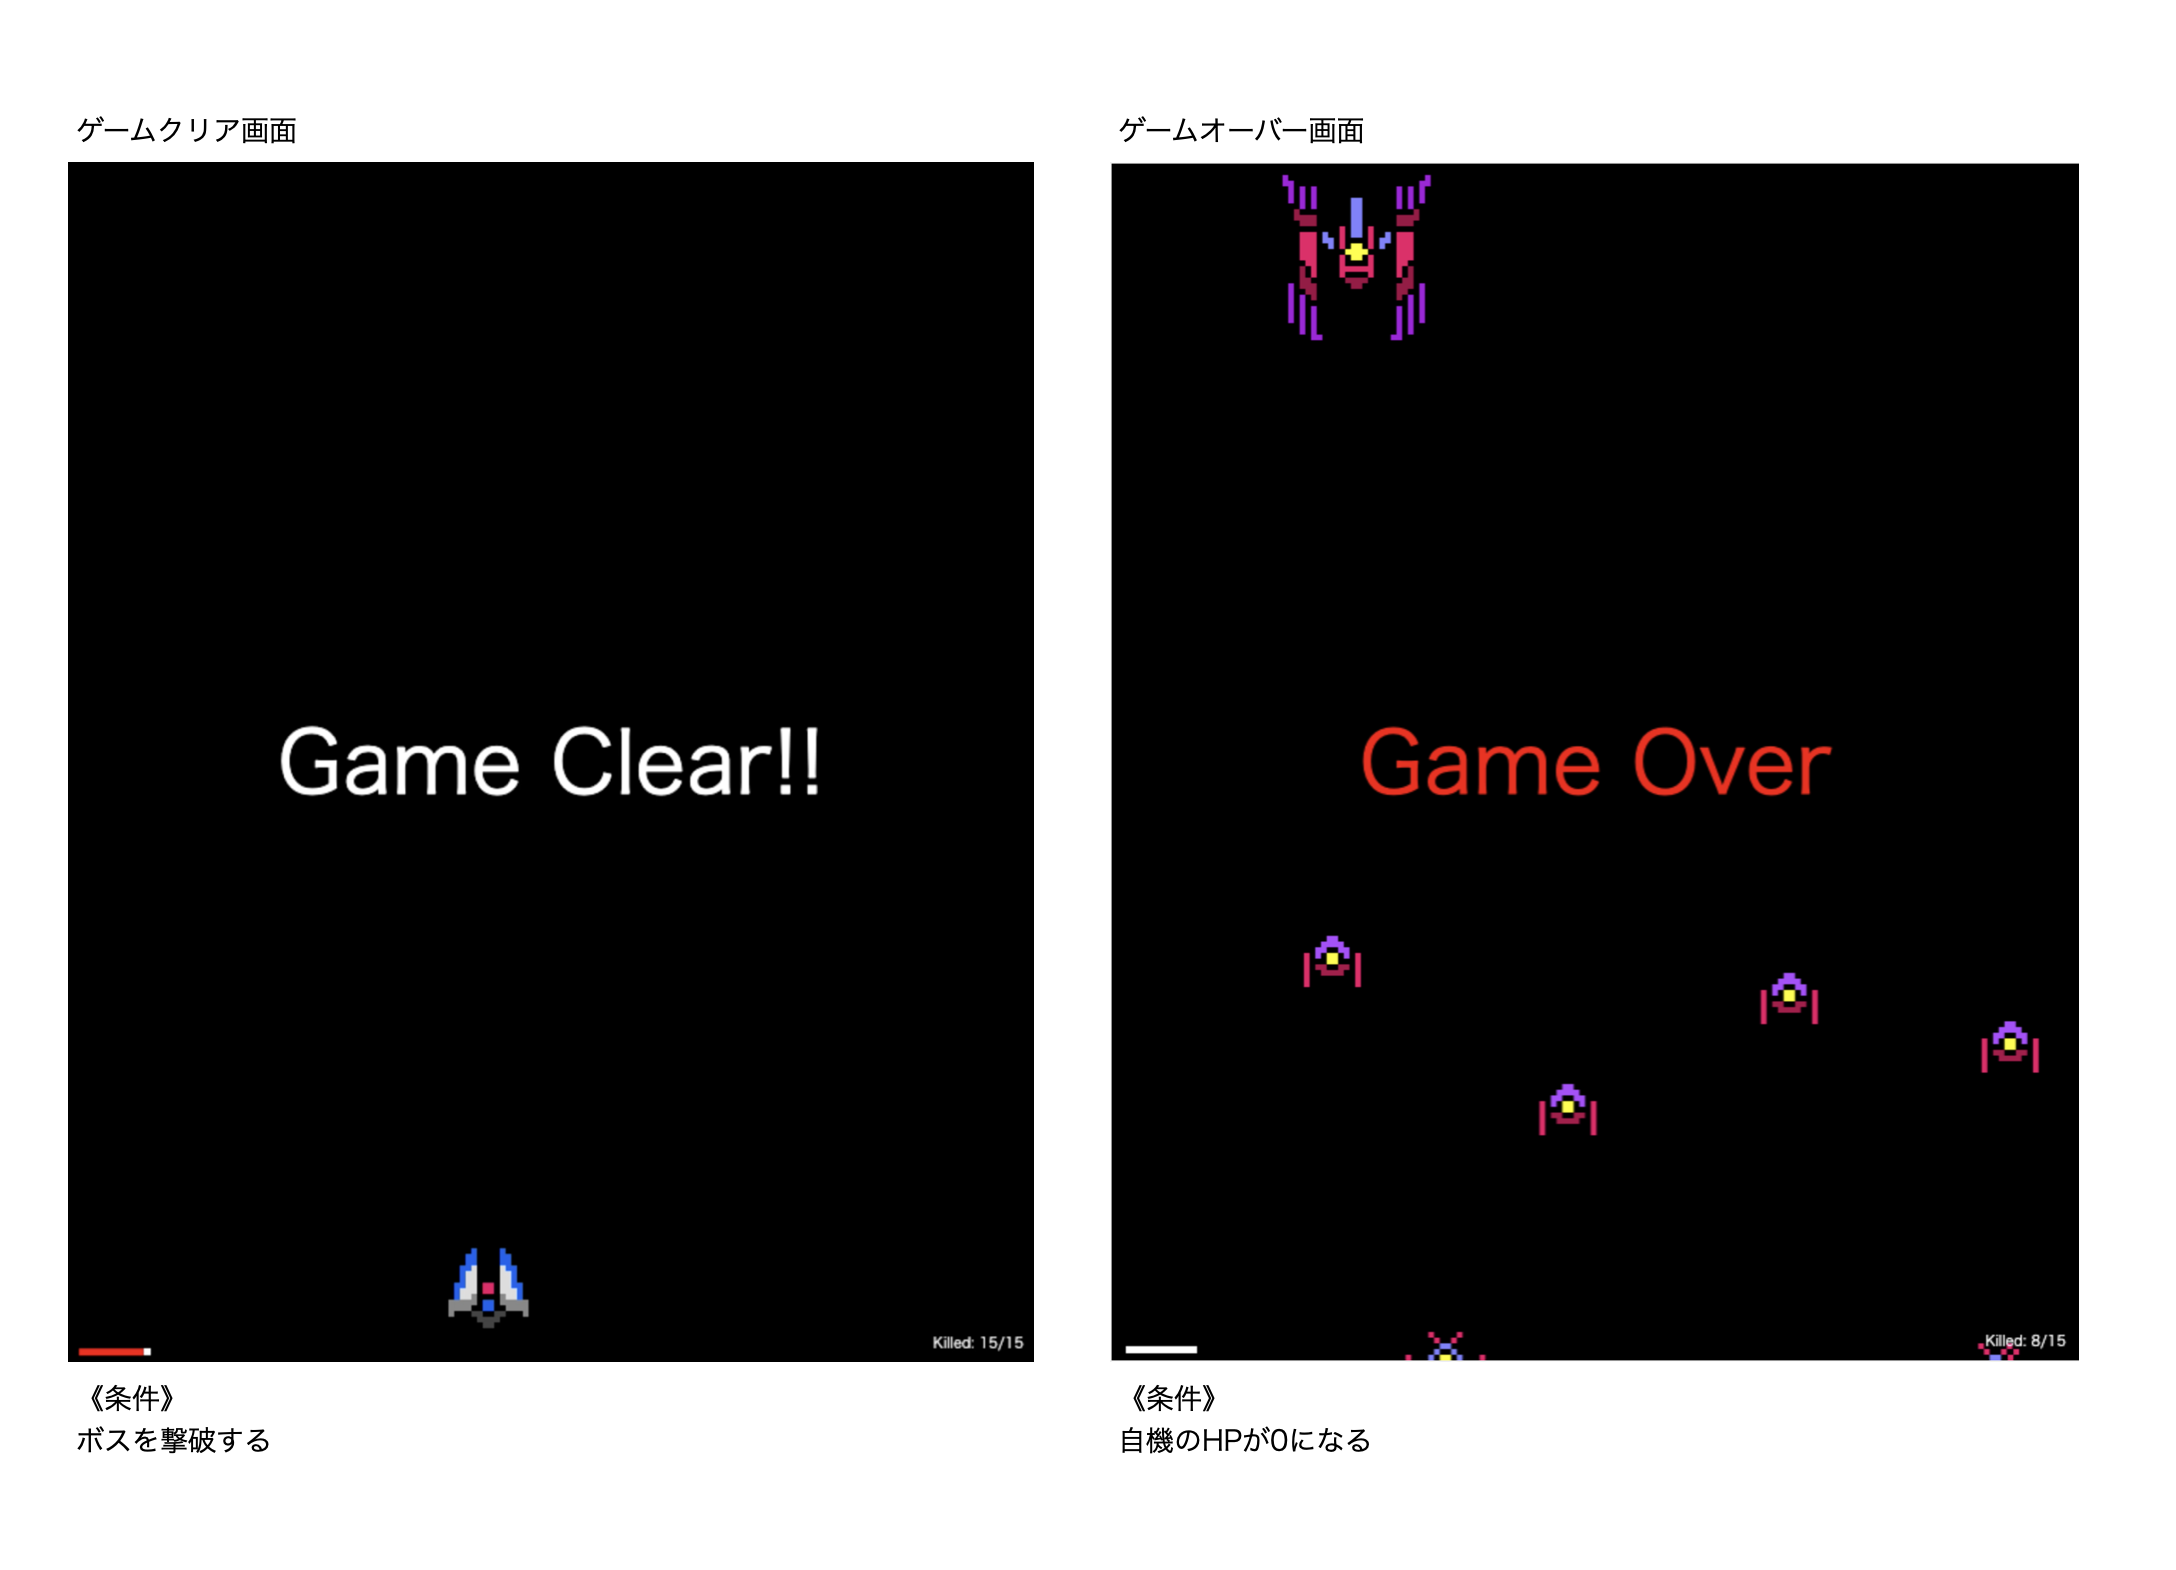 ゲームクリア画面
Game Clear!!
Killed: 15/15
《条件》
ボスを撃破する
ゲームオーバー画面
Game Over
Killed: 8/15
《条件》
自機のHPが0になる